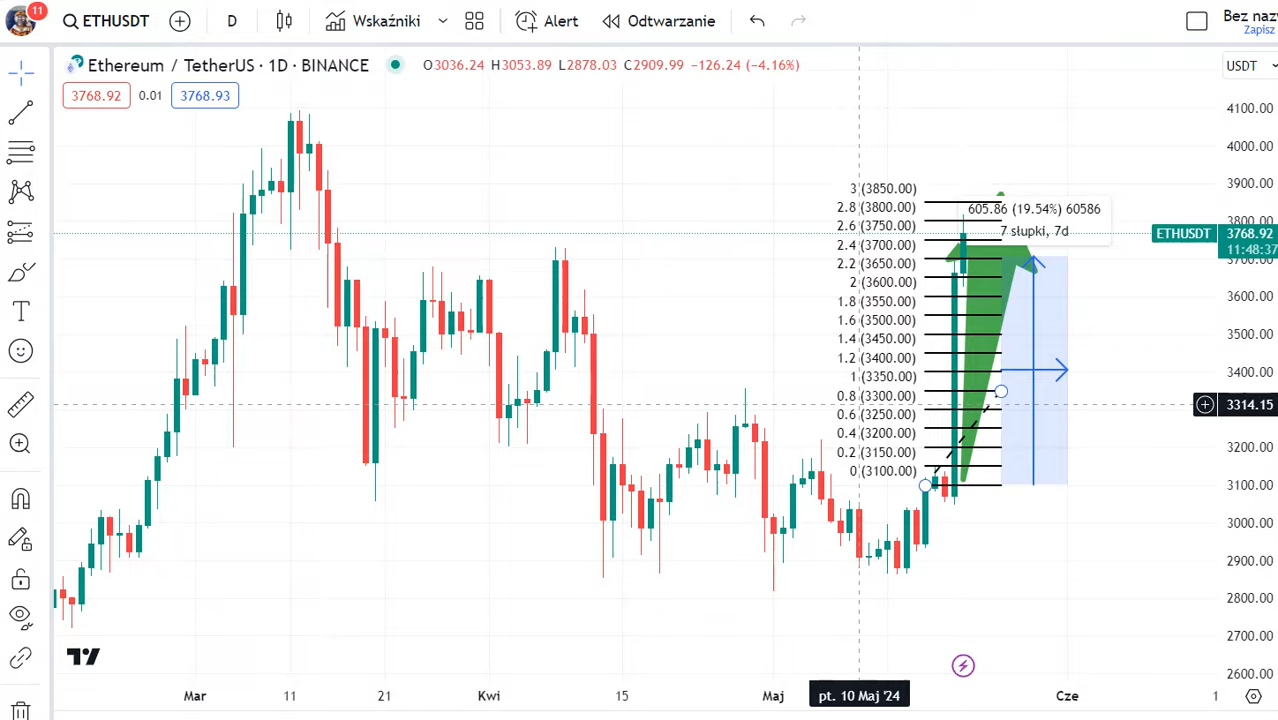 11
ETHUSDT
D
Wskaźniki
Alert
Odtwarzanie
Bez naz
Zapisz
Ethereum / TetherUS · 1D · BINANCE
O3036.24 H3053.89 L2878.03 C2909.99 −126.24 (−4.16%)
USDT
3768.92 0.01 3768.93
4100.00
4000.00
3900.00
3 (3850.00)
2.8 (3800.00)
605.86 (19.54%) 60586
3800.00
2.6 (3750.00)
7 słupki, 7d
ETHUSDT 3768.92
11:48:37
2.4 (3700.00)
3700.00
2.2 (3650.00)
2 (3600.00)
3600.00
1.8 (3550.00)
1.6 (3500.00)
3500.00
1.4 (3450.00)
1.2 (3400.00)
3400.00
1 (3350.00)
0.8 (3300.00)
3314.15
0.6 (3250.00)
0.4 (3200.00)
3200.00
0.2 (3150.00)
0 (3100.00)
3100.00
3000.00
2900.00
2800.00
2700.00
2600.00
Mar 11 21 Kwi 15 Maj pt. 10 Maj '24 Cze 1